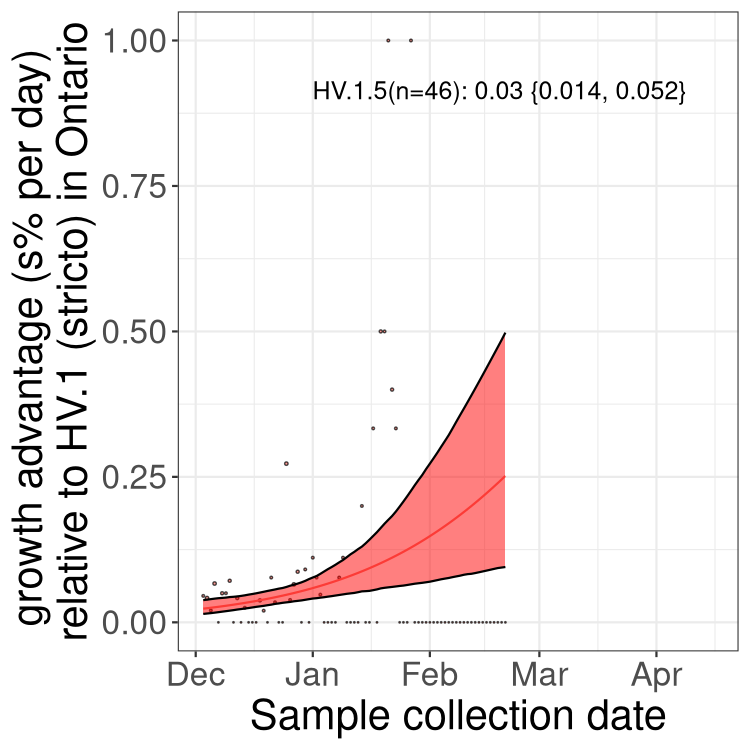 growth advantage (s% per day)
relative to HV.1 (stricto) in Ontario
1.00
0.75
0.50
0.25
0.00
HV.1.5(n=46): 0.03 {0.014, 0.052}
Dec Jan Feb Mar Apr
Sample collection date